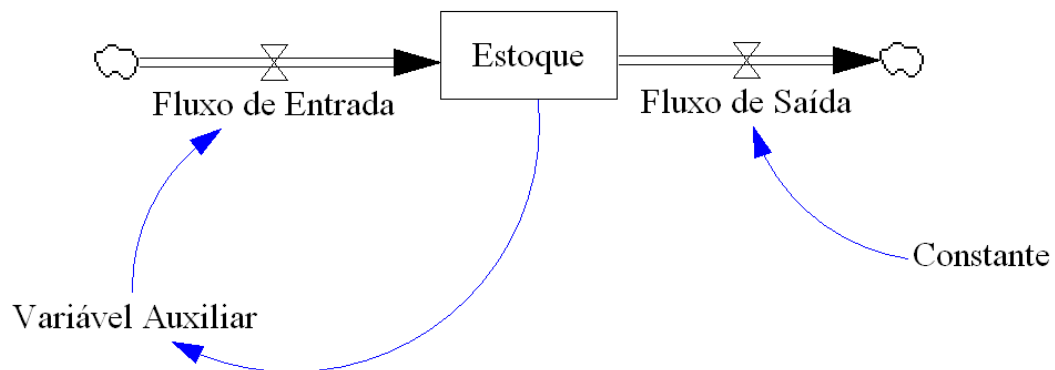 Estoque
Fluxo de Entrada
Fluxo de Saída
Constante
Variável Auxiliar